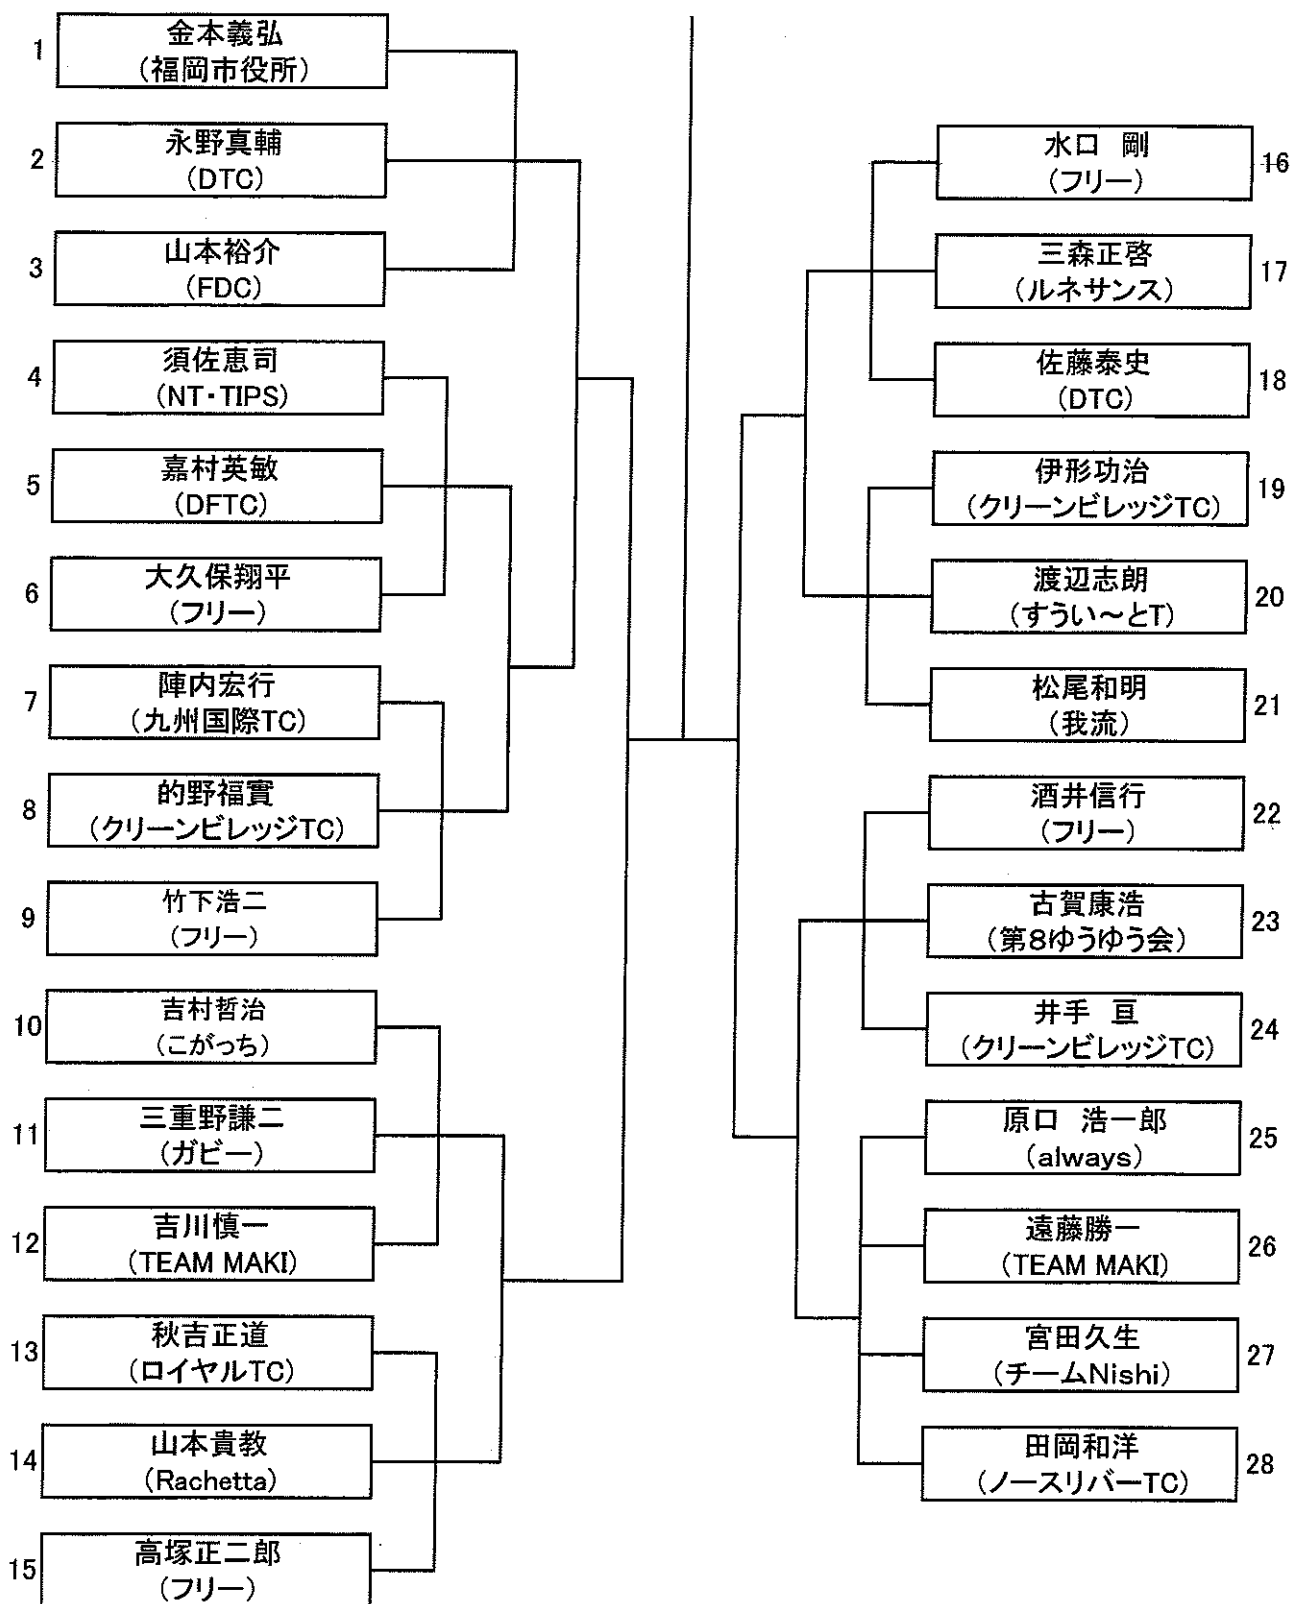 1
金本義弘
(福岡市役所)
2
永野真輔
(DTC)
3
山本裕介
(FDC)
4
須佐恵司
(NT・TIPS)
5
嘉村英敏
(DFTC)
6
大久保翔平
(フリー)
7
陣内宏行
(九州国際TC)
8
的野福實
(クリーンビレッジTC)
9
竹下浩二
(フリー)
10
吉村哲治
(こがっち)
11
三重野謙二
(ガビー)
12
吉川慎一
(TEAM MAKI)
13
秋吉正道
(ロイヤルTC)
14
山本貴教
(Rachetta)
15
高塚正二郎
(フリー)
水口 剛
(フリー)
16
三森正啓
(ルネサンス)
17
佐藤泰史
(DTC)
18
伊形功治
(クリーンビレッジTC)
19
渡辺志朗
(すうい～とT)
20
松尾和明
(我流)
21
酒井信行
(フリー)
22
古賀康浩
(第8ゆうゆう会)
23
井手 亘
(クリーンビレッジTC)
24
原口 浩一郎
(always)
25
遠藤勝一
(TEAM MAKI)
26
宮田久生
(チームNishi)
27
田岡和洋
(ノースリバーTC)
28